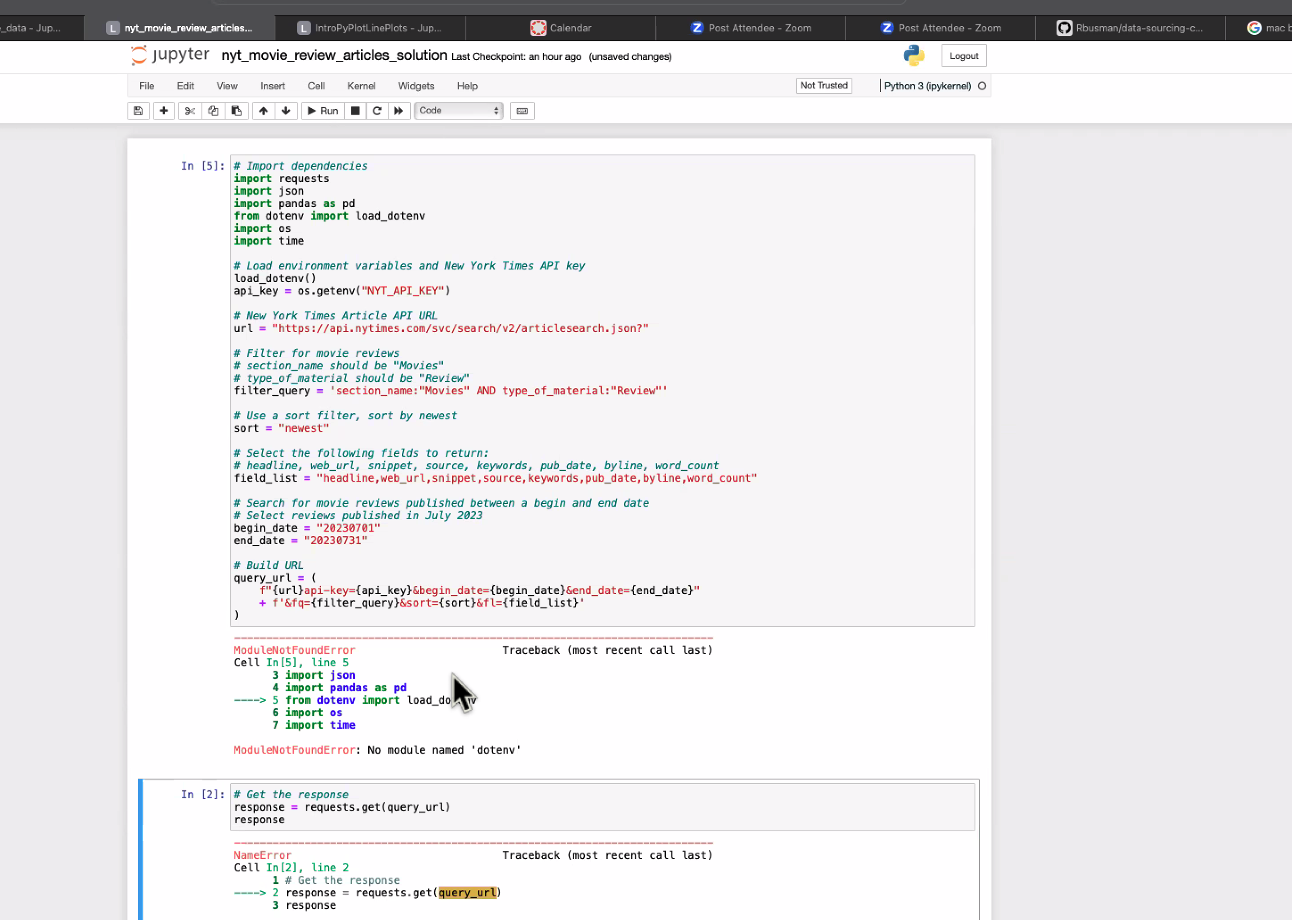 _data - Jup...
nyt_movie_review_articles...
IntroPyPlotLinePlots - Jup...
Calendar
Post Attendee - Zoom
Post Attendee - Zoom
Rbusman/data-sourcing-c...
mac b
jupyter nyt_movie_review_articles_solution Last Checkpoint: an hour ago (unsaved changes)
Logout
File Edit View Insert Cell Kernel Widgets Help
Not Trusted
Python 3 (ipykernel)
Run
Code
In [5]: # Import dependencies
import requests
import json
import pandas as pd
from dotenv import load_dotenv
import os
import time
# Load environment variables and New York Times API key
load_dotenv()
api_key = os.getenv("NYT_API_KEY")
# New York Times Article API URL
url = "https://api.nytimes.com/svc/search/v2/articlesearch.json?"
# Filter for movie reviews
# section_name should be "Movies"
# type_of_material should be "Review"
filter_query = 'section_name:"Movies" AND type_of_material:"Review"'
# Use a sort filter, sort by newest
sort = "newest"
# Select the following fields to return:
# headline, web_url, snippet, source, keywords, pub_date, byline, word_count
field_list = "headline,web_url,snippet,source,keywords,pub_date,byline,word_count"
# Search for movie reviews published between a begin and end date
# Select reviews published in July 2023
begin_date = "20230701"
end_date = "20230731"
# Build URL
query_url = (
f"{url}api-key={api_key}&begin_date={begin_date}&end_date={end_date}"
+ f'&fq={filter_query}&sort={sort}&fl={field_list}'
)
---------------------------------------------------------------------------
ModuleNotFoundError Traceback (most recent call last)
Cell In[5], line 5
3 import json
4 import pandas as pd
----> 5 from dotenv import load_do
6 import os
7 import time
ModuleNotFoundError: No module named 'dotenv'
In [2]: # Get the response
response = requests.get(query_url)
response
---------------------------------------------------------------------------
NameError Traceback (most recent call last)
Cell In[2], line 2
1 # Get the response
----> 2 response = requests.get(query_url)
3 response